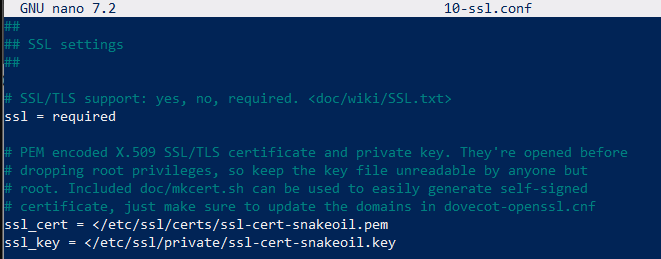 GNU nano 7.2 10-ssl.conf
##
## SSL settings
##
# SSL/TLS support: yes, no, required. <doc/wiki/SSL.txt>
ssl = required
# PEM encoded X.509 SSL/TLS certificate and private key. They're opened before
# dropping root privileges, so keep the key file unreadable by anyone but
# root. Included doc/mkcert.sh can be used to easily generate self-signed
# certificate, just make sure to update the domains in dovecot-openssl.cnf
ssl_cert = </etc/ssl/certs/ssl-cert-snakeoil.pem
ssl_key = </etc/ssl/private/ssl-cert-snakeoil.key